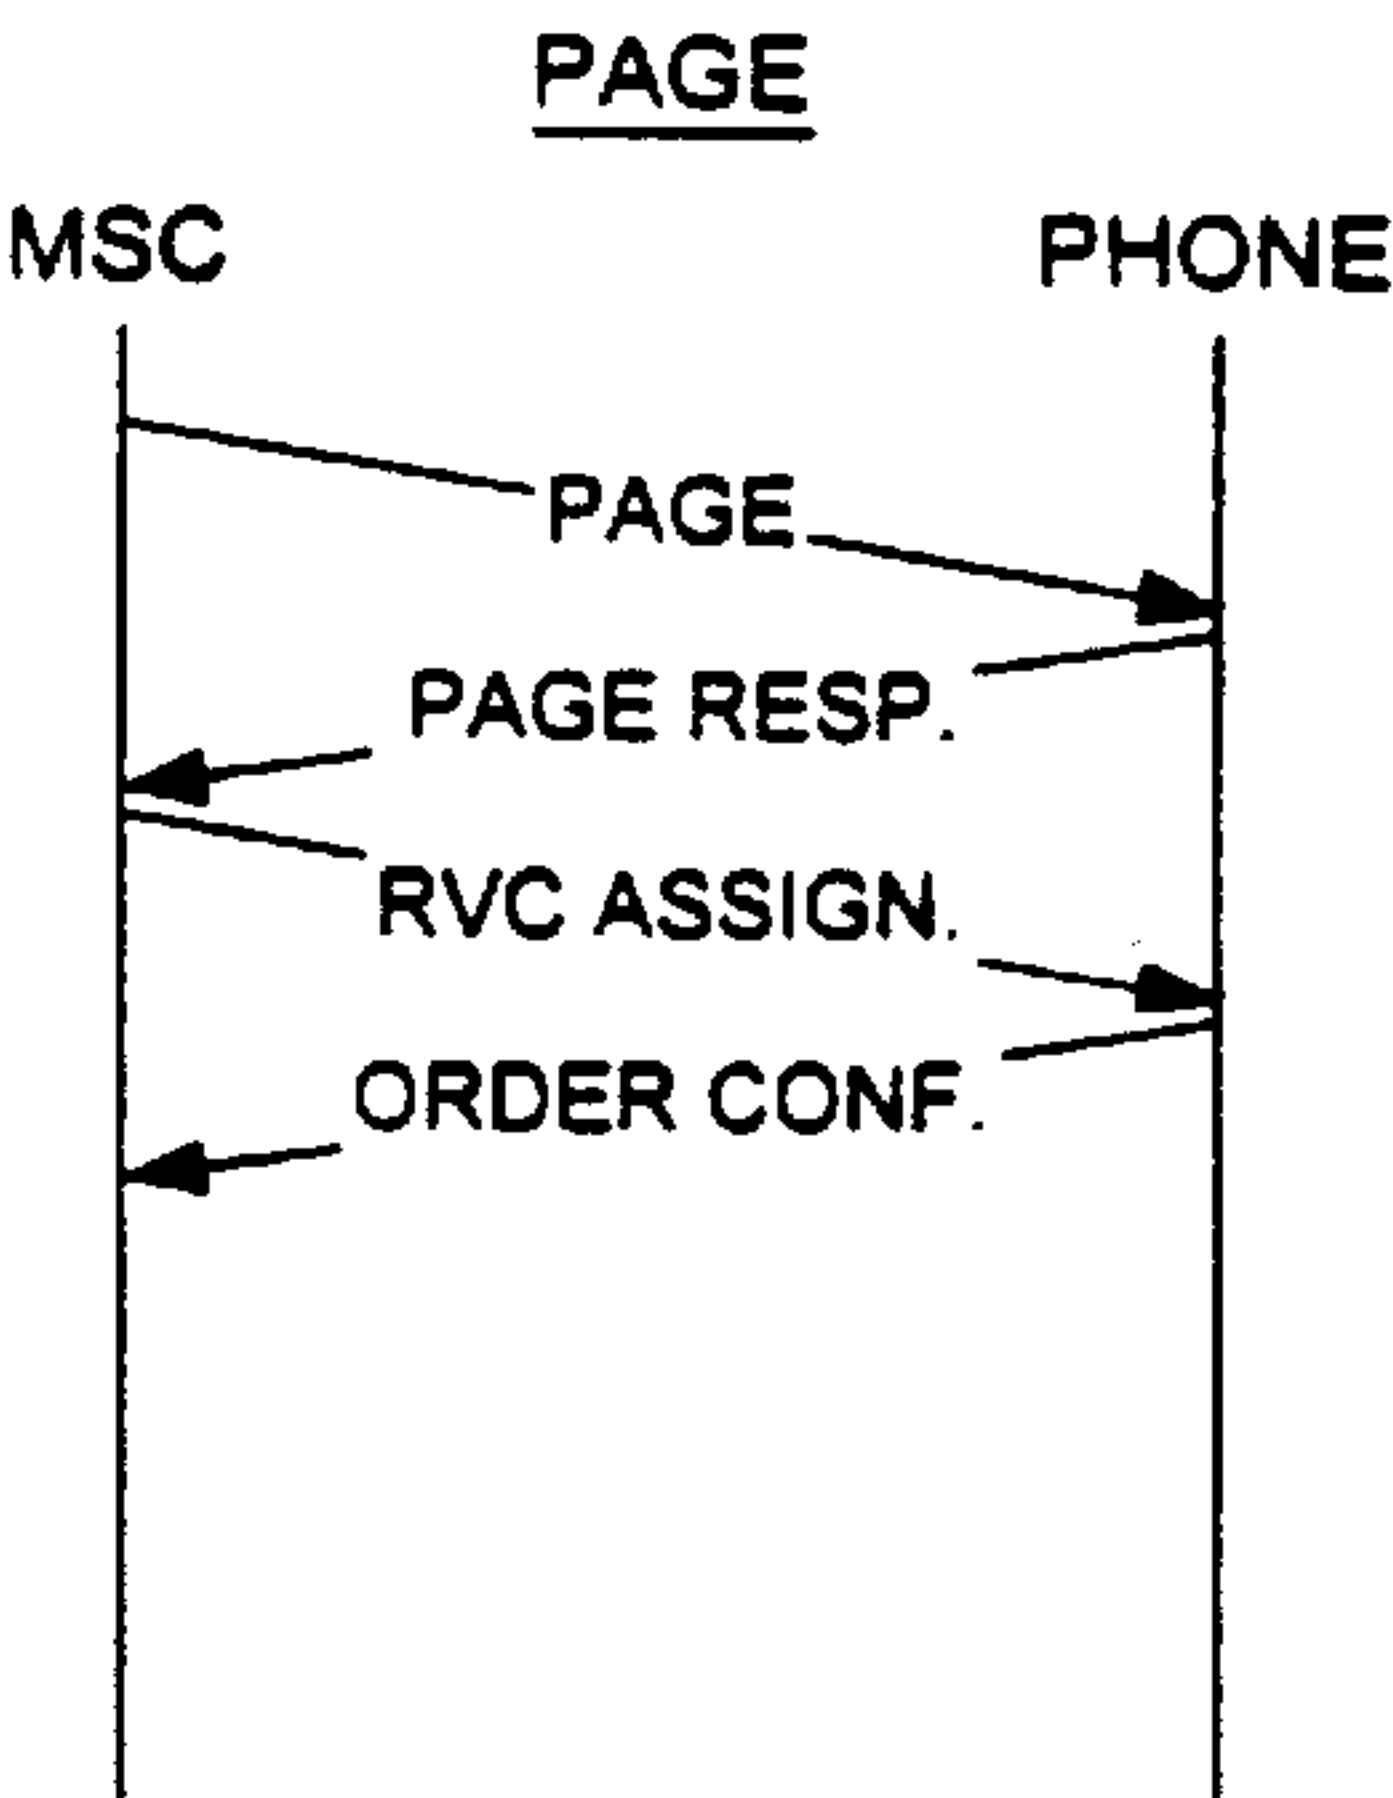 PAGE
MSC
PHONE
PAGE
PAGE RESP.
RVC ASSIGN.
ORDER CONF.